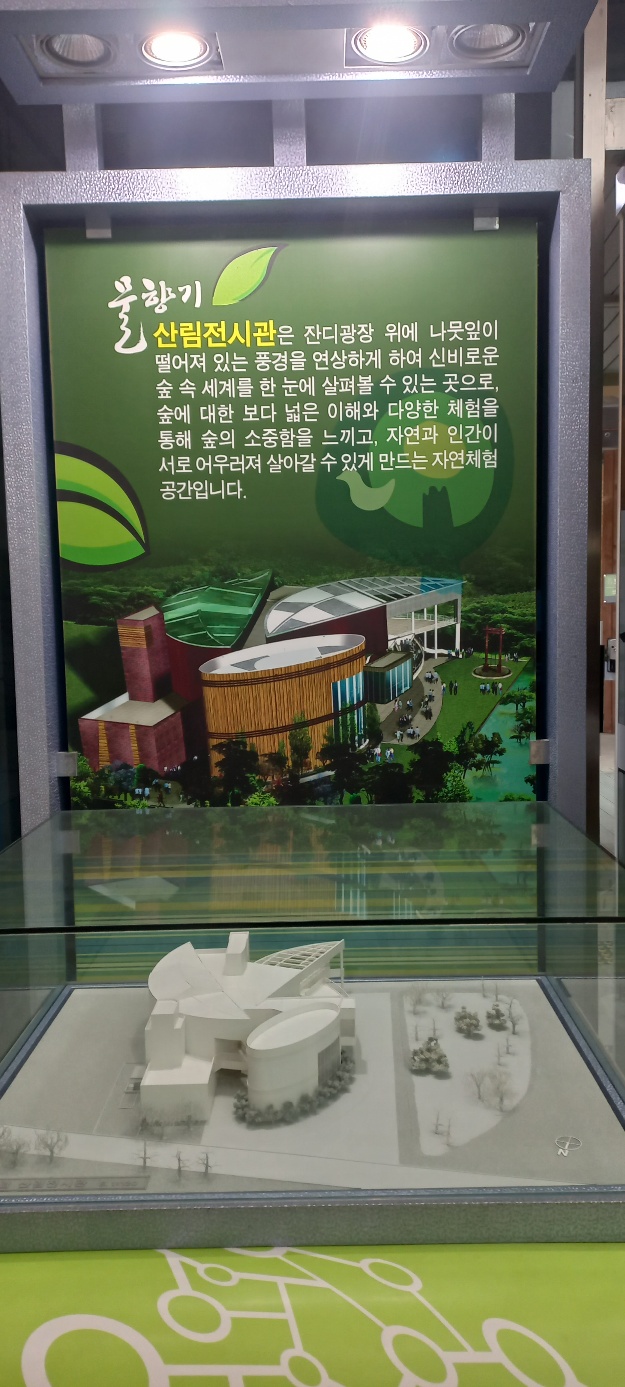 물향기
산림전시관은 잔디광장 위에 나뭇잎이
떨어져 있는 풍경을 연상하게 하여 신비로운
숲 속 세계를 한 눈에 살펴볼 수 있는 곳으로,
숲에 대한 보다 넓은 이해와 다양한 체험을
통해 숲의 소중함을 느끼고, 자연과 인간이
서로 어우러져 살아갈 수 있게 만드는 자연체험
공간입니다.
N